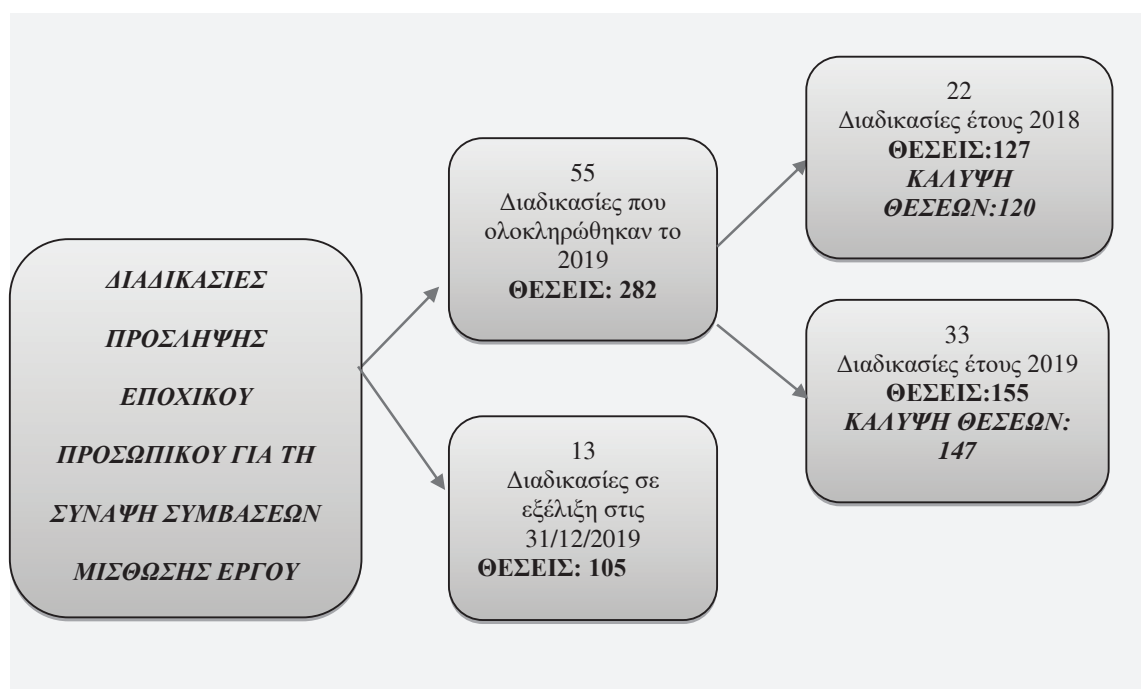 ΔΙΑΔΙΚΑΣΙΕΣ
ΠΡΟΣΛΗΨΗΣ
ΕΠΟΧΙΚΟΥ
ΠΡΟΣΩΠΙΚΟΥ ΓΙΑ ΤΗ
ΣΥΝΑΨΗ ΣΥΜΒΑΣΕΩΝ
ΜΙΣΘΩΣΗΣ ΕΡΓΟΥ
55
Διαδικασίες που
ολοκληρώθηκαν το
2019
ΘΕΣΕΙΣ: 282
13
Διαδικασίες σε
εξέλιξη στις
31/12/2019
ΘΕΣΕΙΣ: 105
22
Διαδικασίες έτους 2018
ΘΕΣΕΙΣ:127
ΚΑΛΥΨΗ
ΘΕΣΕΩΝ:120
33
Διαδικασίες έτους 2019
ΘΕΣΕΙΣ:155
ΚΑΛΥΨΗ ΘΕΣΕΩΝ:
147